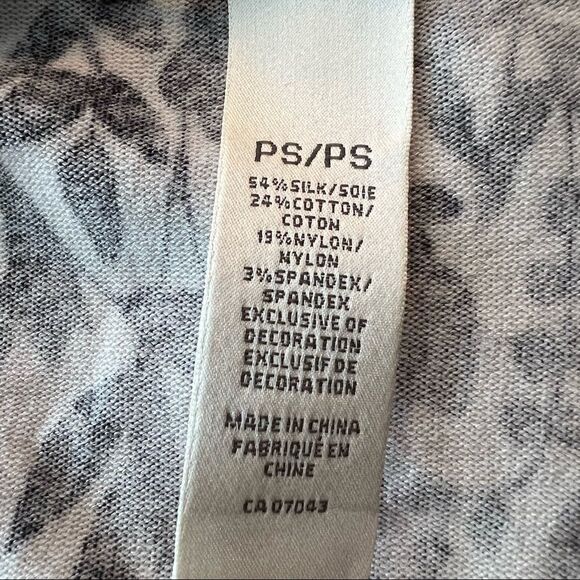 PS/PS
54%SILK/SOIE
24%COTTON/
COTON
19%NYLON/
NYLON
3%SPANDEX/
SPANDEX
EXCLUSIVE OF
DECORATION
EXCLUSIF DE
DECORATION
MADE IN CHINA
FABRIQUÉ EN
CHINE
CA 07043